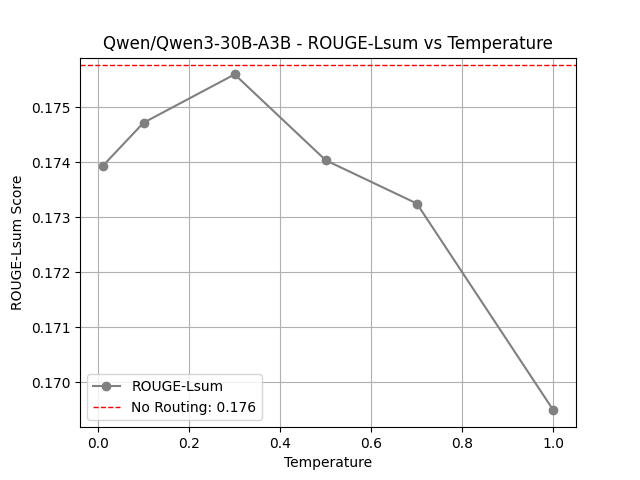 Qwen/Qwen3-30B-A3B - ROUGE-Lsum vs Temperature
ROUGE-Lsum Score
0.175
0.174
0.173
0.172
0.171
0.170
ROUGE-Lsum
No Routing: 0.176
0.0 0.2 0.4 0.6 0.8 1.0
Temperature